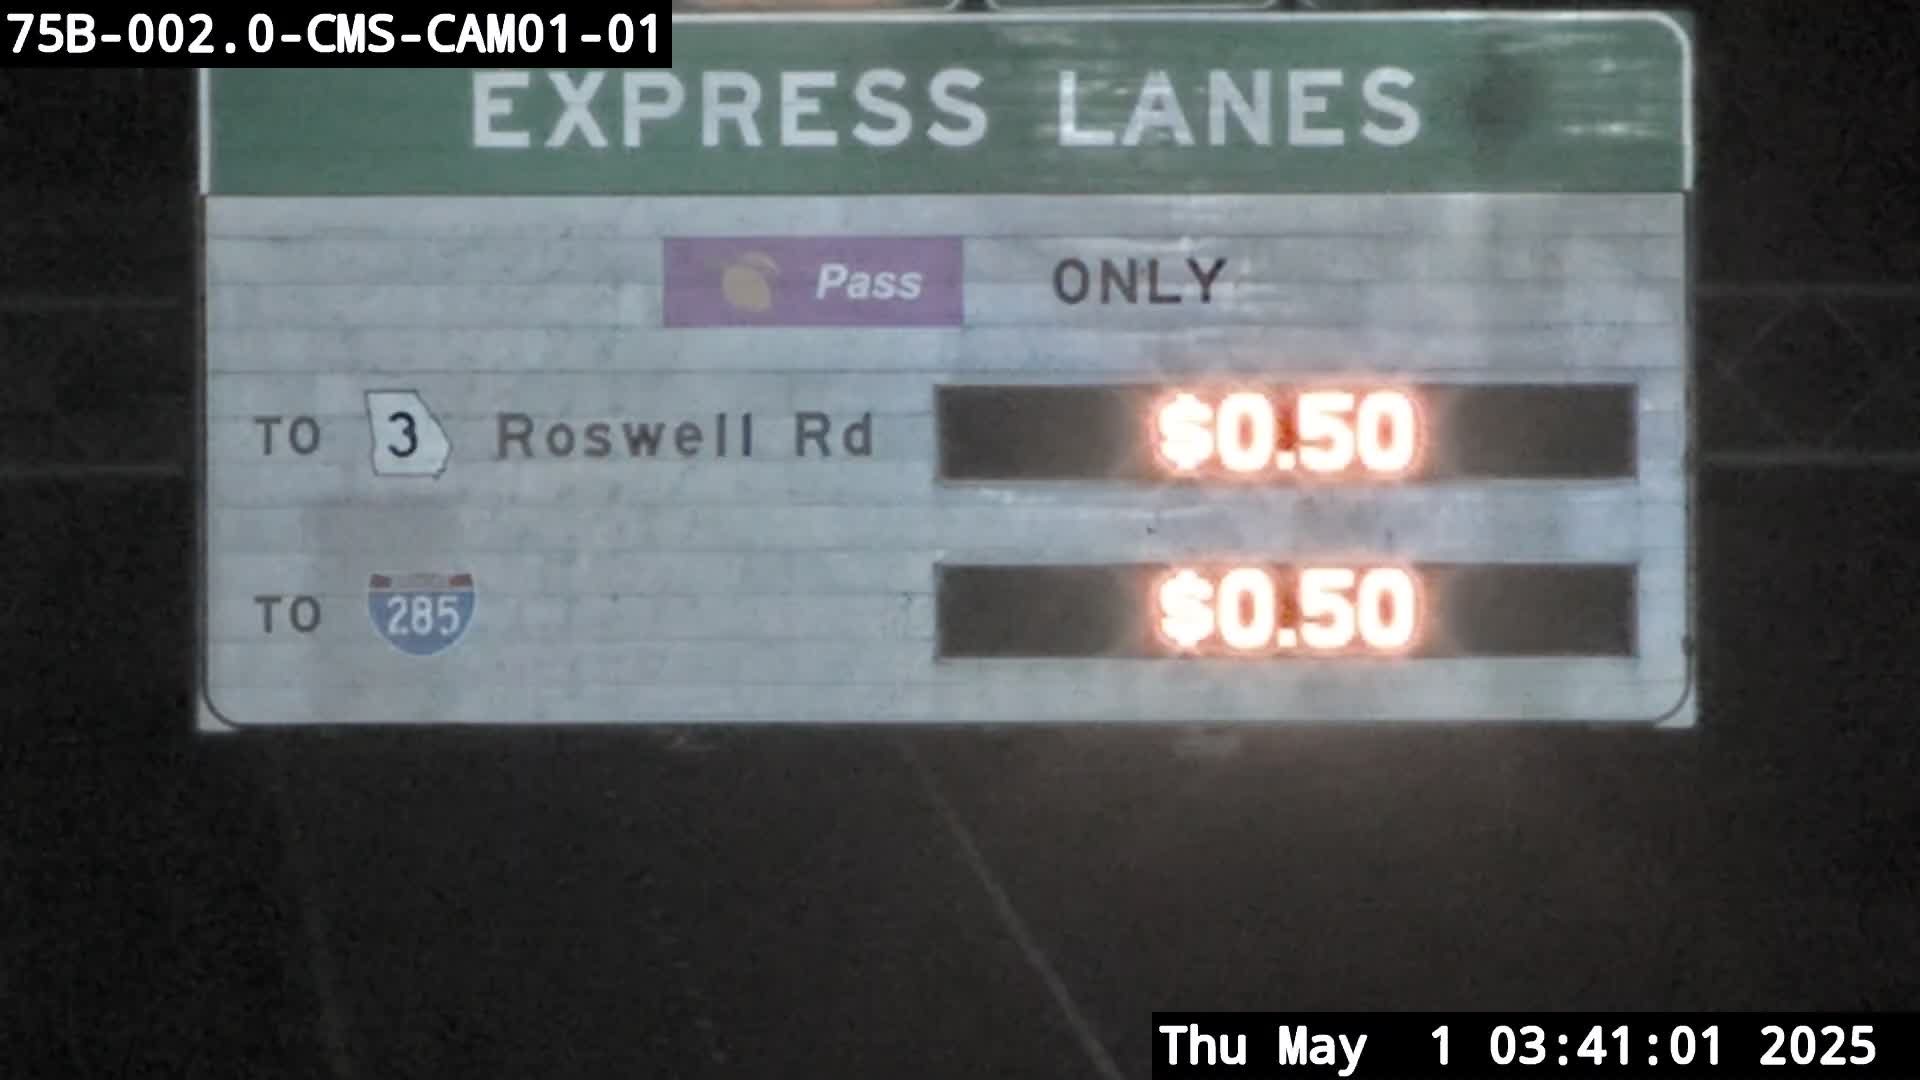 75B-002.0-CMS-CAM01-01
EXPRESS LANES
Pass ONLY
TO 3 Roswell Rd $0.50
TO 285 $0.50
Thu May 1 03:41:01 2025